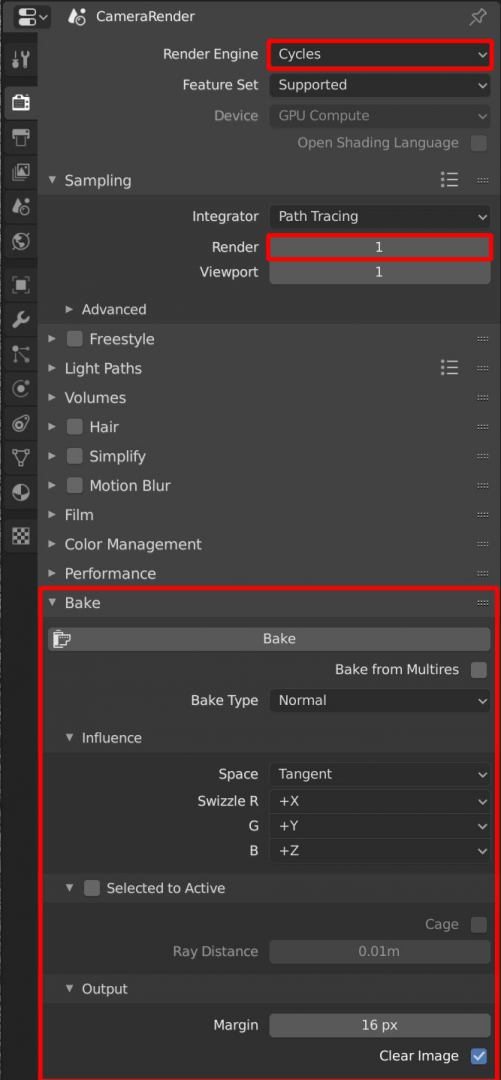 CameraRender
Render Engine Cycles
Feature Set Supported
Device GPU Compute
Open Shading Language
Sampling
Integrator Path Tracing
Render 1
Viewport 1
Advanced
Freestyle
Light Paths
Volumes
Hair
Simplify
Motion Blur
Film
Color Management
Performance
Bake
Bake
Bake from Multires
Bake Type Normal
Influence
Space Tangent
Swizzle R +X
G +Y
B +Z
Selected to Active
Cage
Ray Distance 0.01m
Output
Margin 16 px
Clear Image